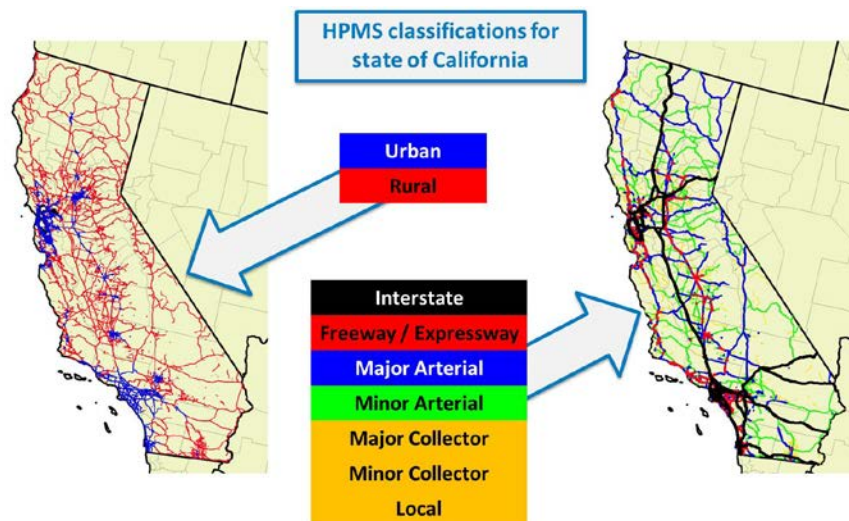 HPMS classifications for
state of California
Urban
Rural
Interstate
Freeway / Expressway
Major Arterial
Minor Arterial
Major Collector
Minor Collector
Local